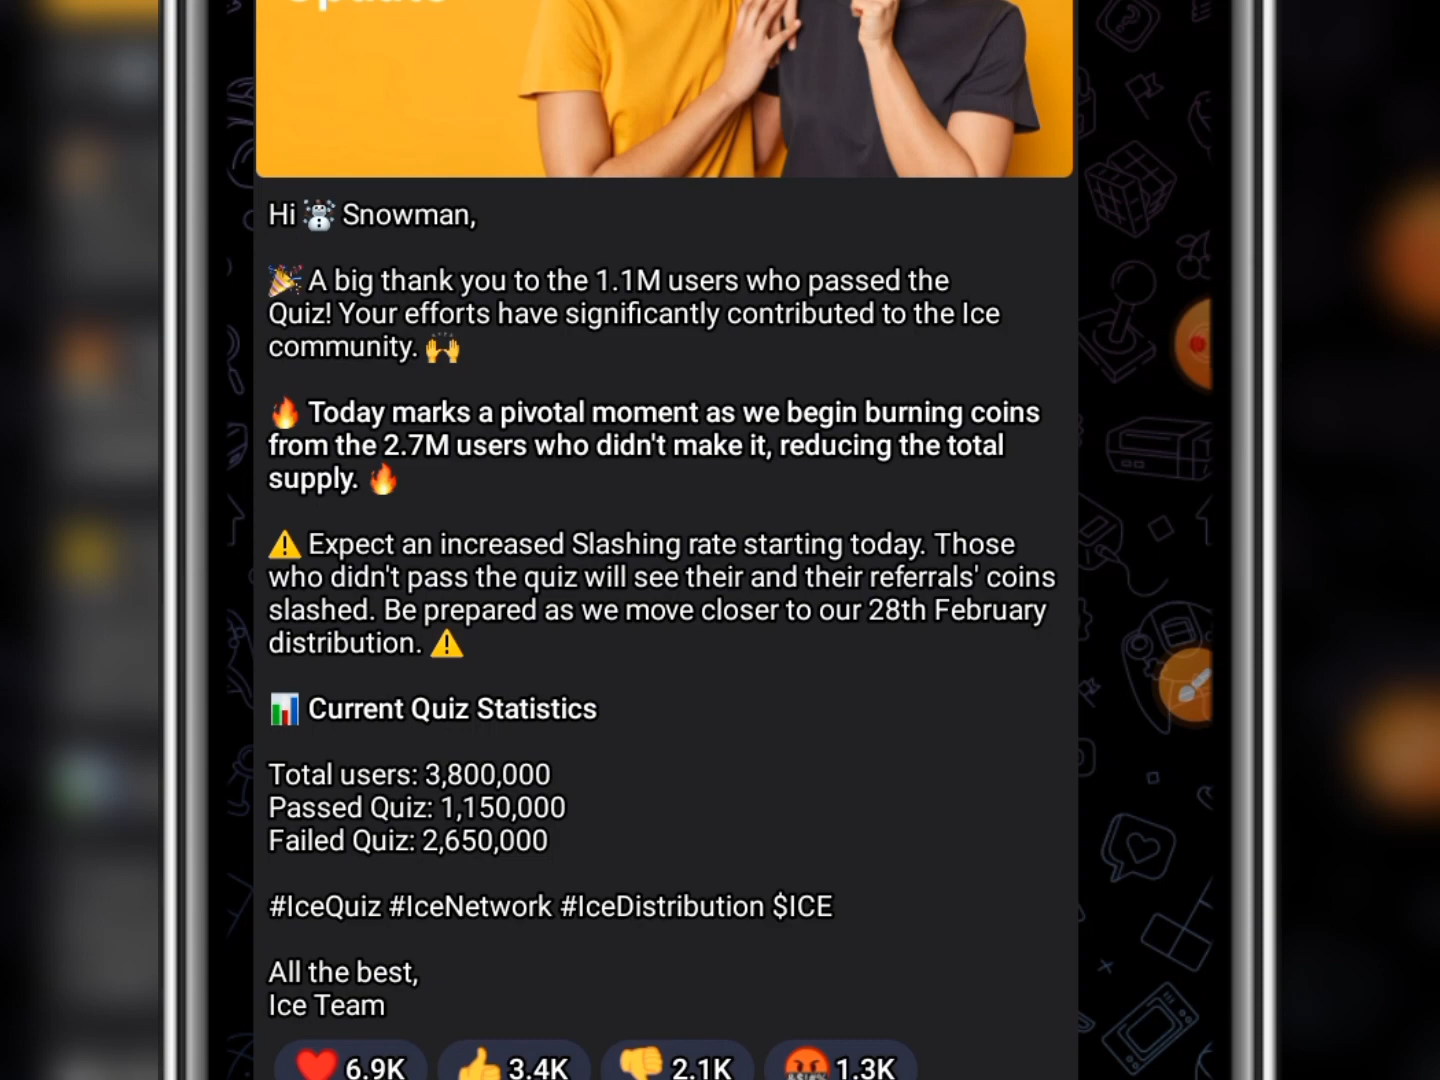 Update
Hi ☃️ Snowman,
🎉 A big thank you to the 1.1M users who passed the
Quiz! Your efforts have significantly contributed to the Ice
community. 🙌
🔥 Today marks a pivotal moment as we begin burning coins
from the 2.7M users who didn't make it, reducing the total
supply. 🔥
⚠️ Expect an increased Slashing rate starting today. Those
who didn't pass the quiz will see their and their referrals' coins
slashed. Be prepared as we move closer to our 28th February
distribution. ⚠️
📊 Current Quiz Statistics
Total users: 3,800,000
Passed Quiz: 1,150,000
Failed Quiz: 2,650,000
#IceQuiz #IceNetwork #IceDistribution $ICE
All the best,
Ice Team
❤️ 6.9K 👍 3.4K 👎 2.1K 🤬 1.3K